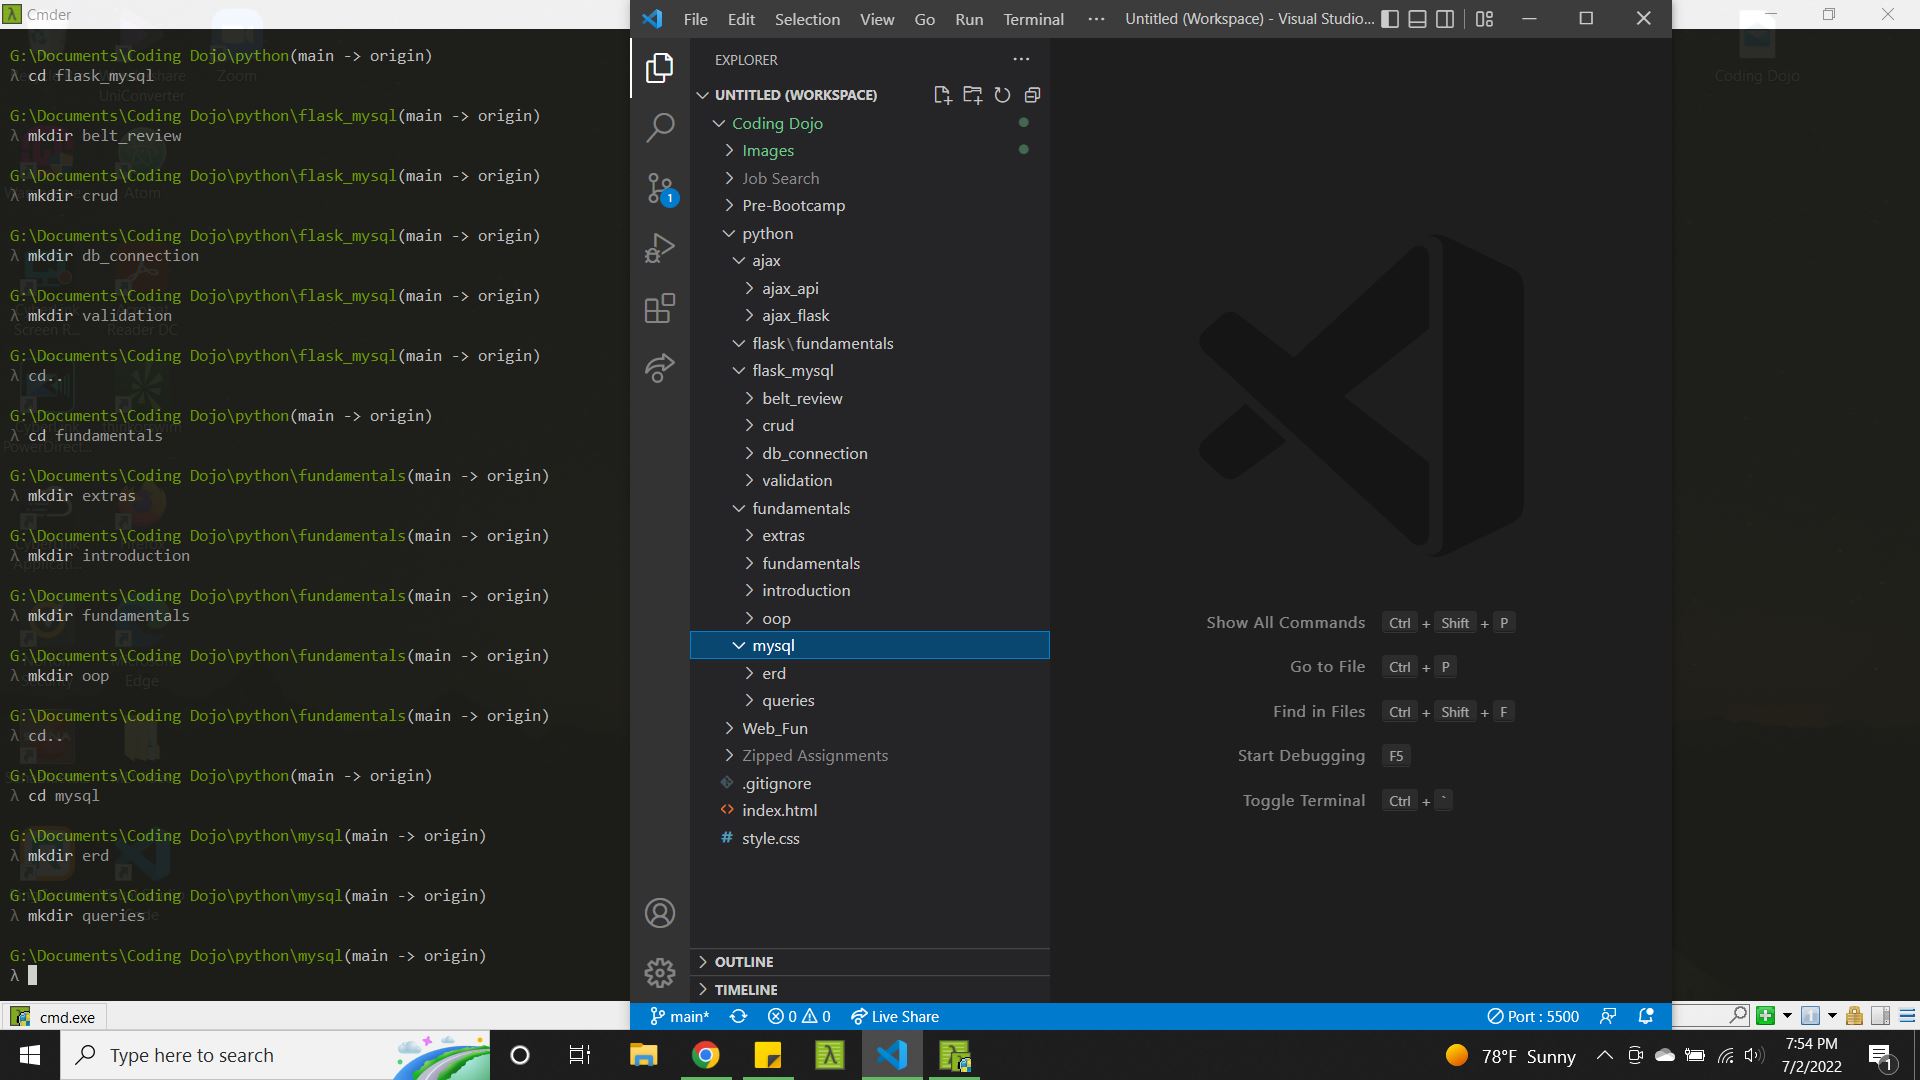 Cmder
G:\Documents\Coding Dojo\python(main -> origin)
λ cd flask_mysql
G:\Documents\Coding Dojo\python\flask_mysql(main -> origin)
λ mkdir belt_review
G:\Documents\Coding Dojo\python\flask_mysql(main -> origin)
λ mkdir crud
G:\Documents\Coding Dojo\python\flask_mysql(main -> origin)
λ mkdir db_connection
G:\Documents\Coding Dojo\python\flask_mysql(main -> origin)
λ mkdir validation
G:\Documents\Coding Dojo\python\flask_mysql(main -> origin)
λ cd..
G:\Documents\Coding Dojo\python(main -> origin)
λ cd fundamentals
G:\Documents\Coding Dojo\python\fundamentals(main -> origin)
λ mkdir extras
G:\Documents\Coding Dojo\python\fundamentals(main -> origin)
λ mkdir introduction
G:\Documents\Coding Dojo\python\fundamentals(main -> origin)
λ mkdir fundamentals
G:\Documents\Coding Dojo\python\fundamentals(main -> origin)
λ mkdir oop
G:\Documents\Coding Dojo\python\fundamentals(main -> origin)
λ cd..
G:\Documents\Coding Dojo\python(main -> origin)
λ cd mysql
G:\Documents\Coding Dojo\python\mysql(main -> origin)
λ mkdir erd
G:\Documents\Coding Dojo\python\mysql(main -> origin)
λ mkdir queries
G:\Documents\Coding Dojo\python\mysql(main -> origin)
λ
Zoom
UniConverter
Atom
Screen R...
Reader DC
PowerDirect...
Applicati...
Edge
cmd.exe
File Edit Selection View Go Run Terminal ··· Untitled (Workspace) - Visual Studio...
EXPLORER ···
UNTITLED (WORKSPACE)
Coding Dojo
Images
Job Search
1
Pre-Bootcamp
python
ajax
ajax_api
ajax_flask
flask\fundamentals
flask_mysql
belt_review
crud
db_connection
validation
fundamentals
extras
fundamentals
introduction
oop
mysql
erd
queries
Web_Fun
Zipped Assignments
.gitignore
index.html
# style.css
OUTLINE
TIMELINE
Show All Commands Ctrl + Shift + P
Go to File Ctrl + P
Find in Files Ctrl + Shift + F
Start Debugging F5
Toggle Terminal Ctrl + `
main* 0 0 Live Share Port : 5500
Coding Dojo
Type here to search
78°F Sunny
7:54 PM
7/2/2022
1